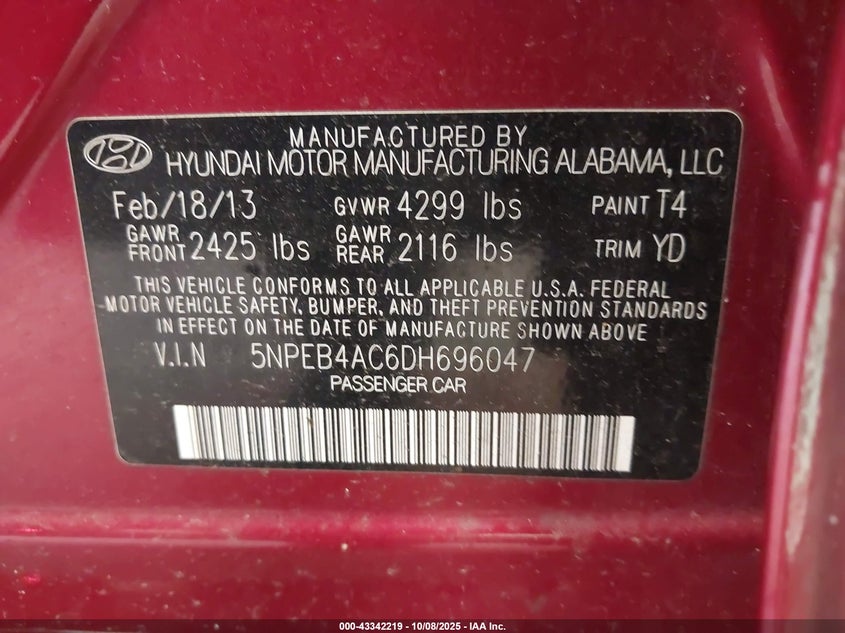 MANUFACTURED BY
HYUNDAI MOTOR MANUFACTURING ALABAMA, LLC
Feb/18/13 GVWR 4299 lbs PAINT T4
GAWR FRONT 2425 lbs GAWR REAR 2116 lbs TRIM YD
THIS VEHICLE CONFORMS TO ALL APPLICABLE U.S.A. FEDERAL
MOTOR VEHICLE SAFETY, BUMPER, AND THEFT PREVENTION STANDARDS
IN EFFECT ON THE DATE OF MANUFACTURE SHOWN ABOVE.
V.I.N 5NPEB4AC6DH696047
PASSENGER CAR
000-43342219 - 10/08/2025 - IAA Inc.